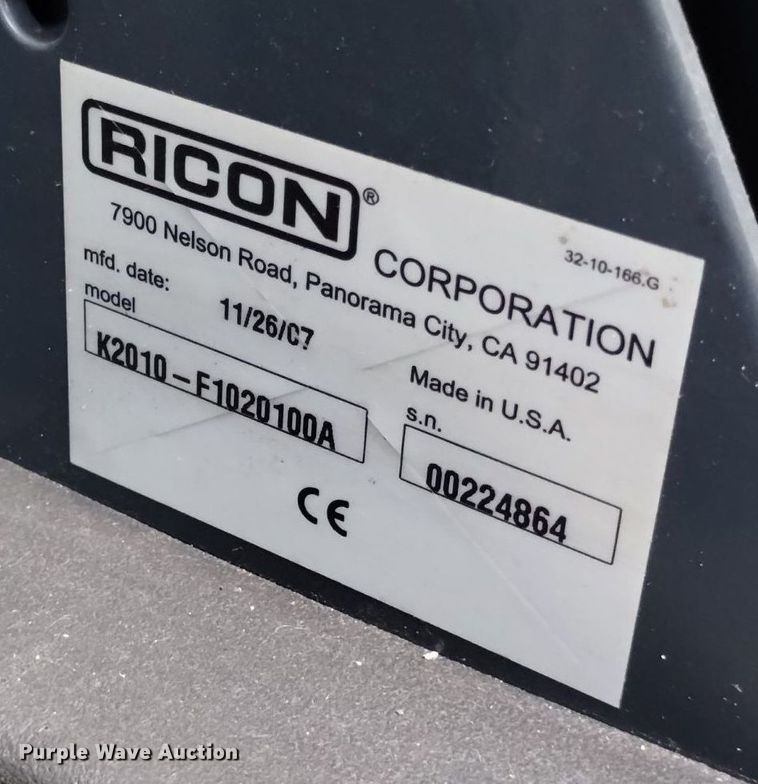 RICON®
CORPORATION
32-10-166.G
7900 Nelson Road, Panorama City, CA 91402
mfd. date: 11/26/07
Made in U.S.A.
model
K2010-F1020100A
s.n.
00224864
CE
Purple Wave Auction